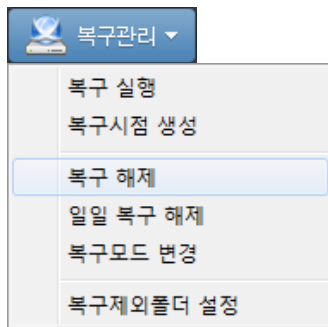 복구관리
복구 실행
복구시점 생성
복구 해제
일일 복구 해제
복구모드 변경
복구제외폴더 설정